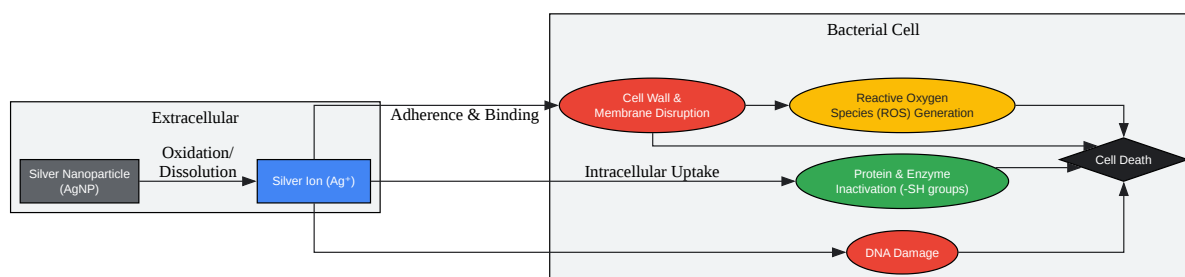 Bacterial Cell
Extracellular
Silver Nanoparticle
(AgNP)
Oxidation/
Dissolution
Silver Ion (Ag⁺)
Adherence & Binding
Cell Wall &
Membrane Disruption
Reactive Oxygen
Species (ROS) Generation
Intracellular Uptake
Protein & Enzyme
Inactivation (-SH groups)
Cell Death
DNA Damage